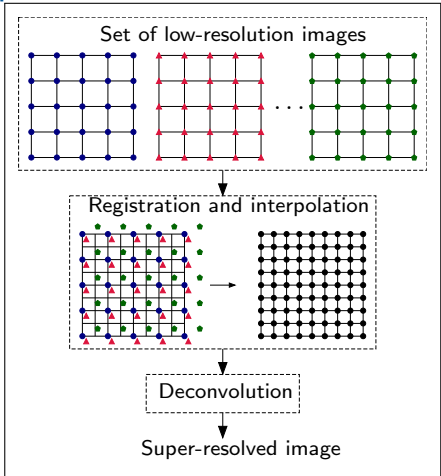 Set of low-resolution images
...
Registration and interpolation
Deconvolution
Super-resolved image